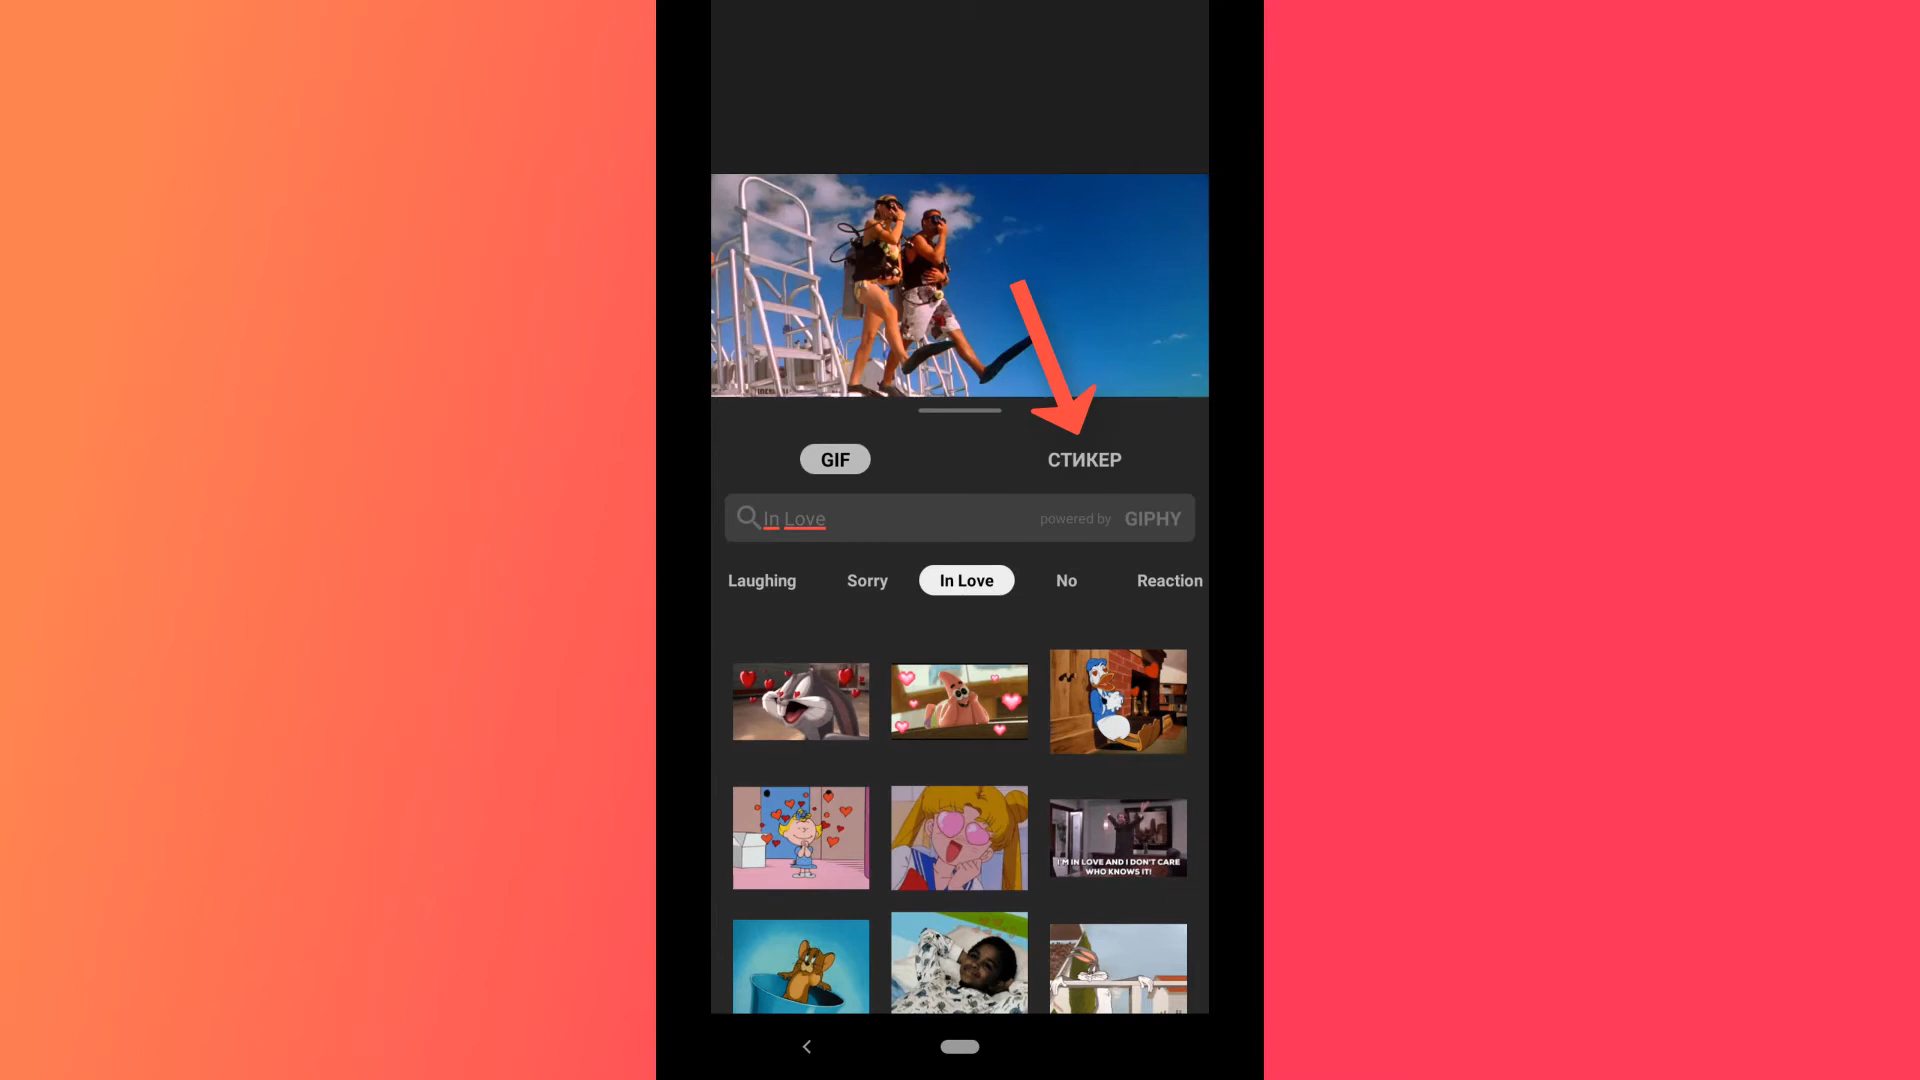 GIF СТИКЕР
In Love powered by GIPHY
Laughing Sorry In Love No Reaction
I'M IN LOVE AND I DON'T CARE
WHO KNOWS IT!